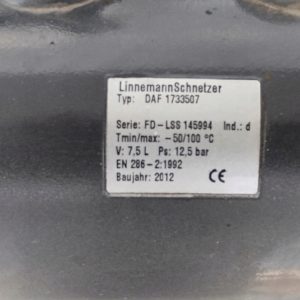 LinnemannSchnetzer
Typ: DAF 1733507
Serie: FD-LSS 145994 Ind.: d
Tmin/max: -50/100 °C
V: 7,5 L Ps: 12,5 bar
EN 286-2:1992
Baujahr: 2012 CE